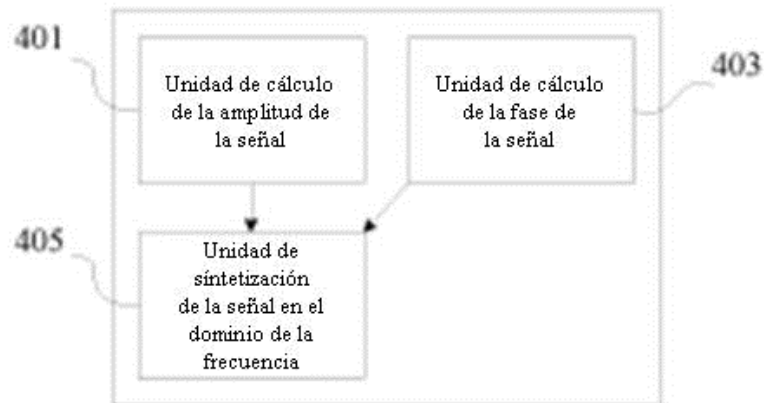 401
Unidad de cálculo
de la amplitud de
la señal
Unidad de cálculo
de la fase de
la señal
403
405
Unidad de
síntetización
de la señal en el
dominio de la
frecuencia